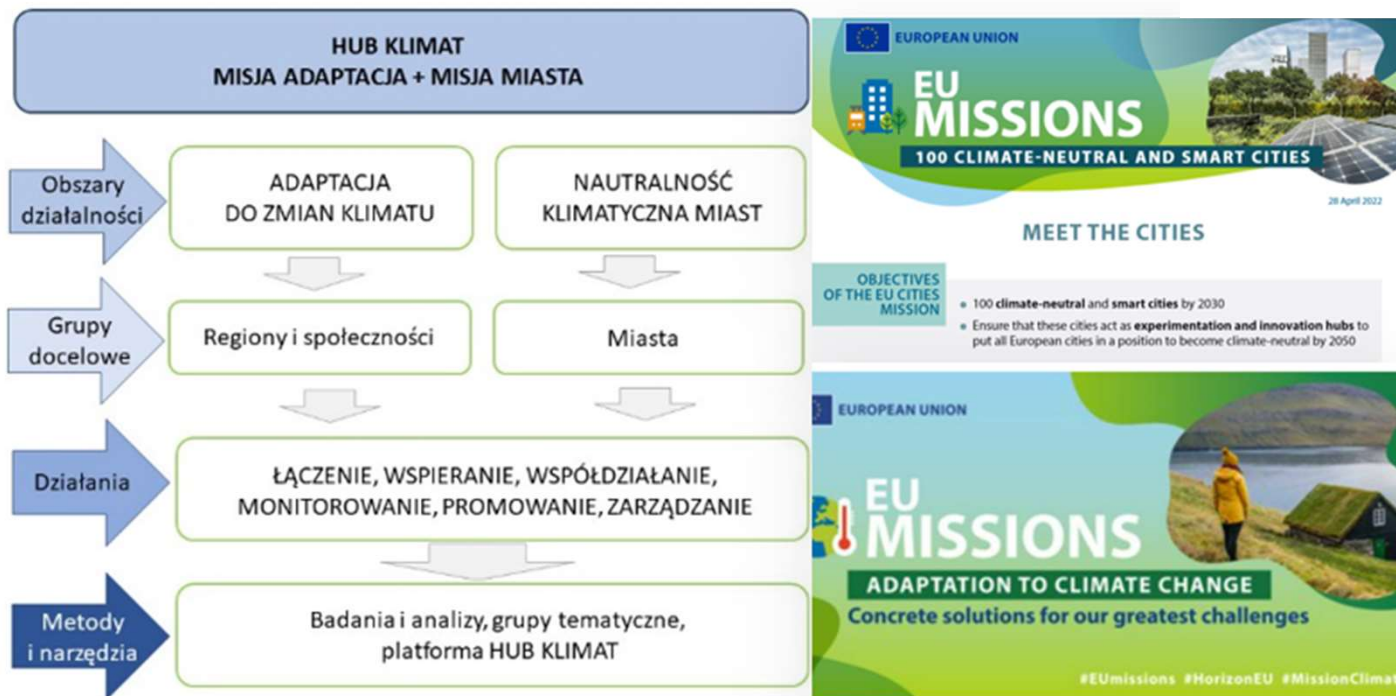 HUB KLIMAT
MISJA ADAPTACJA + MISJA MIASTA
Obszary
działalności
ADAPTACJA
DO ZMIAN KLIMATU
NAUTRALNOŚĆ
KLIMATYCZNA MIAST
Grupy
docelowe
Regiony i społeczności
Miasta
Działania
ŁĄCZENIE, WSPIERANIE, WSPÓŁDZIAŁANIE,
MONITOROWANIE, PROMOWANIE, ZARZĄDZANIE
Metody
i narzędzia
Badania i analizy, grupy tematyczne,
platforma HUB KLIMAT
EUROPEAN UNION
EU
MISSIONS
100 CLIMATE-NEUTRAL AND SMART CITIES
28 April 2022
MEET THE CITIES
OBJECTIVES
OF THE EU CITIES
MISSION
• 100 climate-neutral and smart cities by 2030
• Ensure that these cities act as experimentation and innovation hubs to
put all European cities in a position to become climate-neutral by 2050
EUROPEAN UNION
EU
MISSIONS
ADAPTATION TO CLIMATE CHANGE
Concrete solutions for our greatest challenges
#EUmissions #HorizonEU #MissionClima